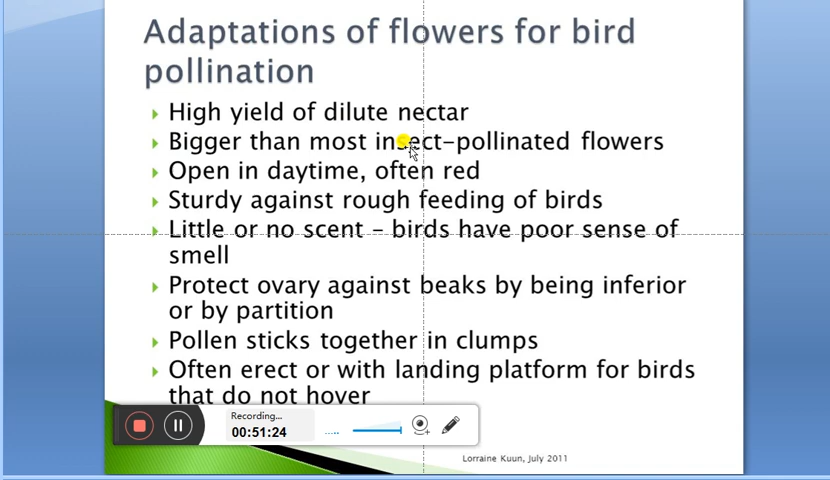 Adaptations of flowers for bird
pollination
High yield of dilute nectar
Bigger than most insect-pollinated flowers
Open in daytime, often red
Sturdy against rough feeding of birds
Little or no scent – birds have poor sense of
smell
Protect ovary against beaks by being inferior
or by partition
Pollen sticks together in clumps
Often erect or with landing platform for birds
that do not hover
Recording...
00:51:24
Lorraine Kuun, July 2011